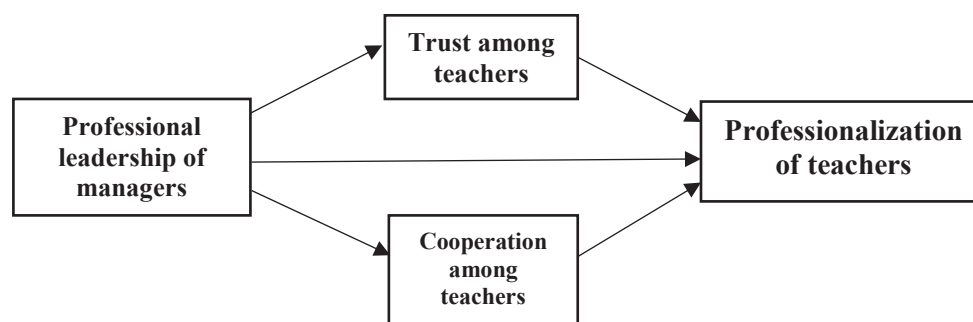 Trust among
teachers
Professional
leadership of
managers
Professionalization
of teachers
Cooperation
among
teachers